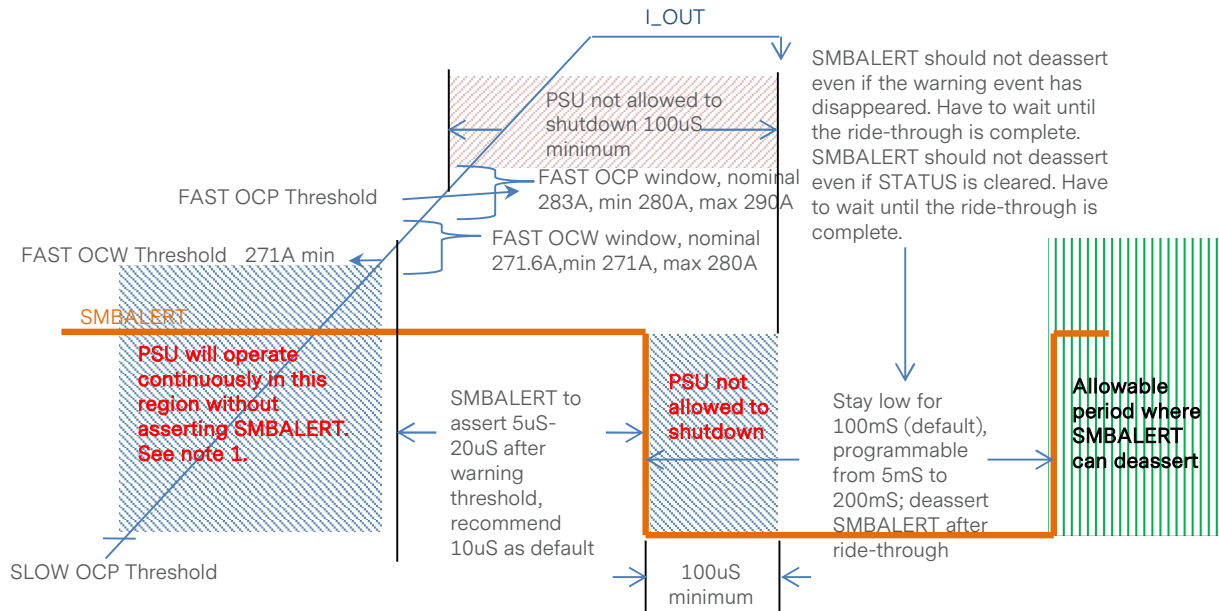 I_OUT
SMBALERT should not deassert
even if the warning event has
disappeared. Have to wait until
the ride-through is complete.
SMBALERT should not deassert
even if STATUS is cleared. Have
to wait until the ride-through is
complete.
PSU not allowed to
shutdown 100uS
minimum
FAST OCP Threshold
FAST OCP window, nominal
283A, min 280A, max 290A
FAST OCW window, nominal
271.6A,min 271A, max 280A
FAST OCW Threshold 271A min
SMBALERT
PSU will operate
continuously in this
region without
asserting SMBALERT.
See note 1.
SMBALERT to
assert 5uS-
20uS after
warning
threshold,
recommend
10uS as default
PSU not
allowed to
shutdown
Stay low for
100mS (default),
programmable
from 5mS to
200mS; deassert
SMBALERT after
ride-through
Allowable
period where
SMBALERT
can deassert
SLOW OCP Threshold
100uS
minimum